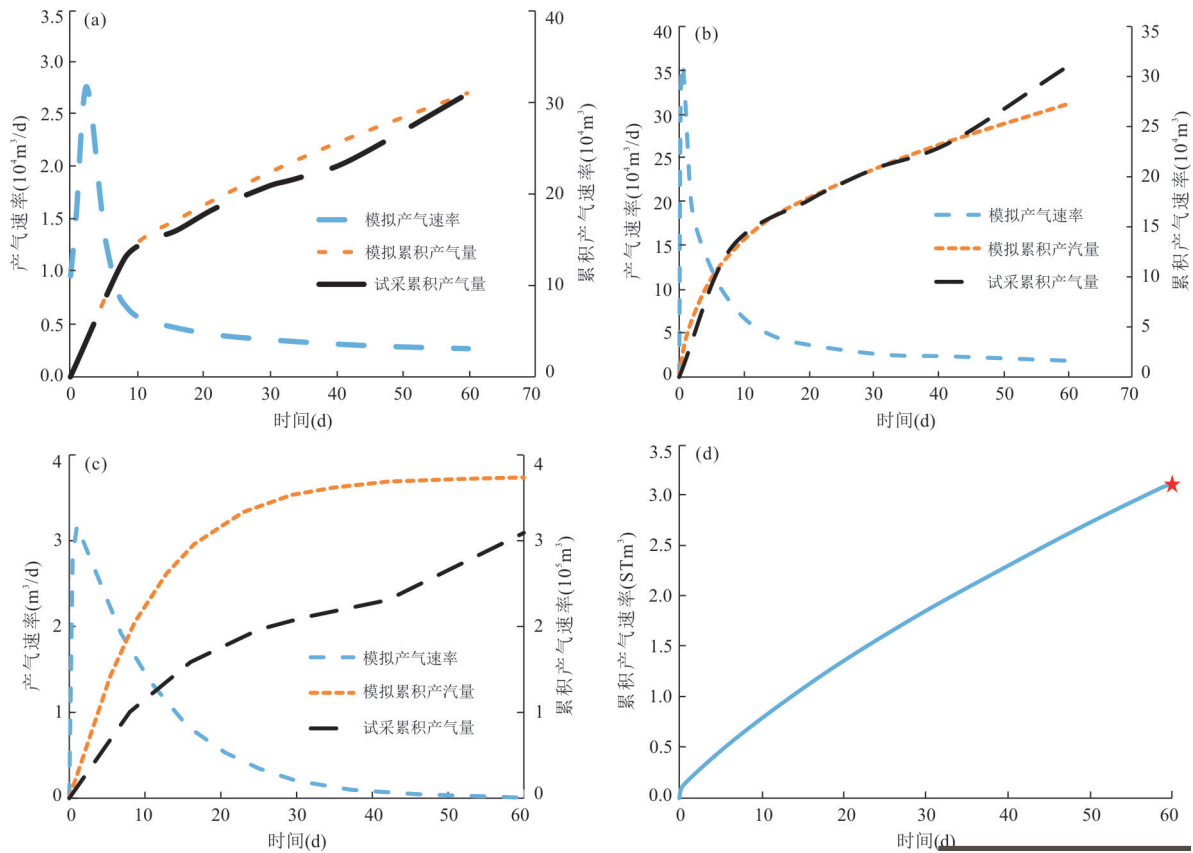 (a)
3.5
3.0
2.5
2.0
1.5
1.0
0.5
0.0
产气速率(10⁴m³/d)
40
30
20
10
0
累积产气速率(10⁴m³)
模拟产气速率
模拟累积产气量
试采累积产气量
0 10 20 30 40 50 60 70
时间(d)
(b)
40
35
30
25
20
15
10
5
0
产气速率(10⁴m³/d)
35
30
25
20
15
10
5
0
累积产气速率(10⁴m³)
模拟产气速率
模拟累积产汽量
试采累积产气量
0 10 20 30 40 50 60 70
时间(d)
(c)
4
3
2
1
0
产气速率(m³/d)
4
3
2
1
0
累积产气速率(10⁵m³)
模拟产气速率
模拟累积产汽量
试采累积产气量
0 10 20 30 40 50 60
时间(d)
(d)
3.5
3.0
2.5
2.0
1.5
1.0
0.5
0.0
累积产气速率(STm³)
0 10 20 30 40 50 60
时间(d)